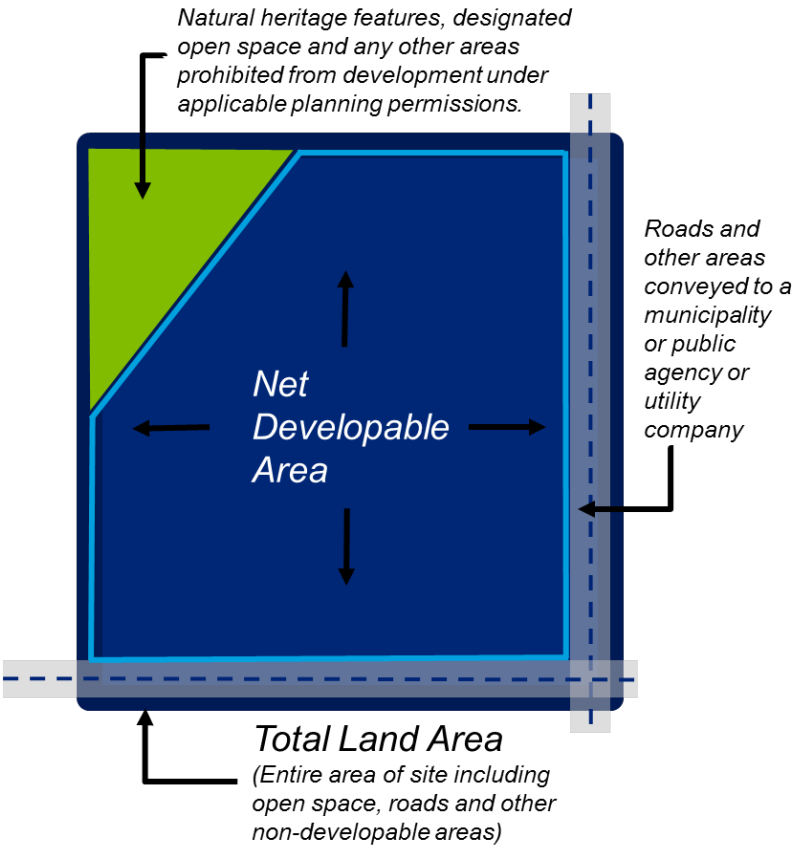 Natural heritage features, designated
open space and any other areas
prohibited from development under
applicable planning permissions.
Roads and
other areas
conveyed to a
municipality
or public
agency or
utility
company
Net
Developable
Area
Total Land Area
(Entire area of site including
open space, roads and other
non-developable areas)